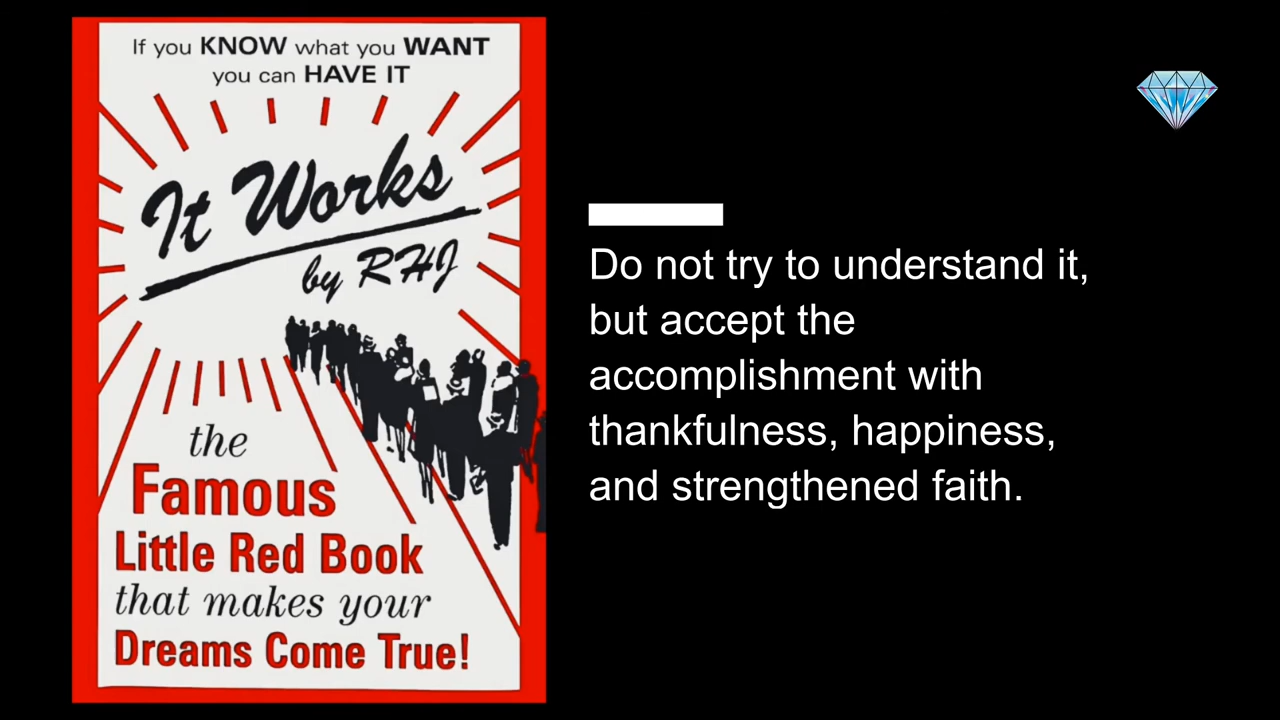 If you KNOW what you WANT
you can HAVE IT
It Works
by RHJ
the
Famous
Little Red Book
that makes your
Dreams Come True!
Do not try to understand it,
but accept the
accomplishment with
thankfulness, happiness,
and strengthened faith.